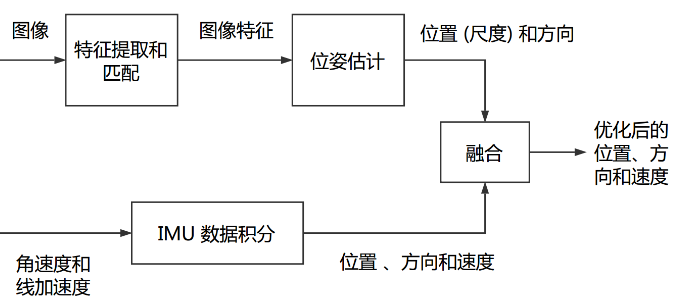 图像
特征提取和
匹配
图像特征
位姿估计
位置 (尺度) 和方向
融合
优化后的
位置、方
向和速度
IMU 数据积分
角速度和
线加速度
位置 、方向和速度